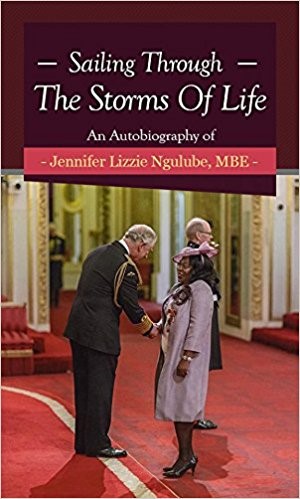 - Sailing Through -
The Storms Of Life
An Autobiography of
- Jennifer Lizzie Ngulube, MBE -